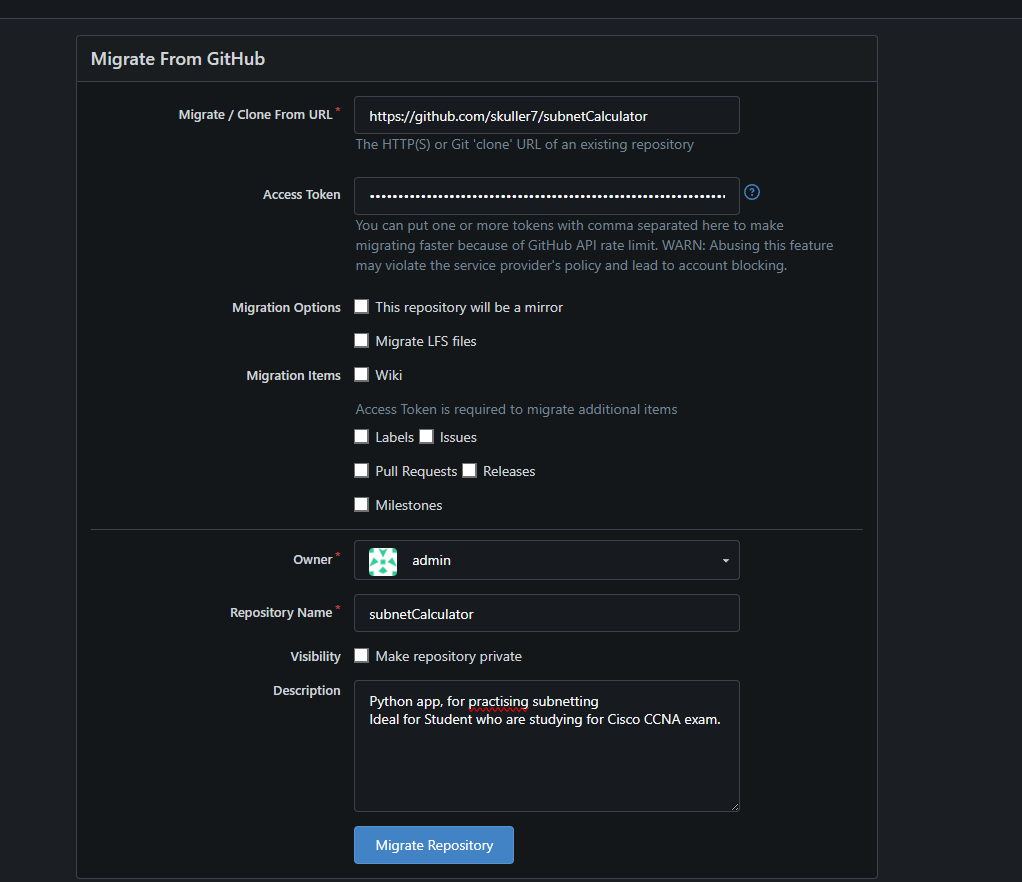 Migrate From GitHub
Migrate / Clone From URL*
https://github.com/skuller7/subnetCalculator
The HTTP(S) or Git 'clone' URL of an existing repository
Access Token
You can put one or more tokens with comma separated here to make
migrating faster because of GitHub API rate limit. WARN: Abusing this feature
may violate the service provider's policy and lead to account blocking.
Migration Options
This repository will be a mirror
Migrate LFS files
Migration Items
Wiki
Access Token is required to migrate additional items
Labels Issues
Pull Requests Releases
Milestones
Owner*
admin
Repository Name*
subnetCalculator
Visibility
Make repository private
Description
Python app, for practising subnetting
Ideal for Student who are studying for Cisco CCNA exam.
Migrate Repository